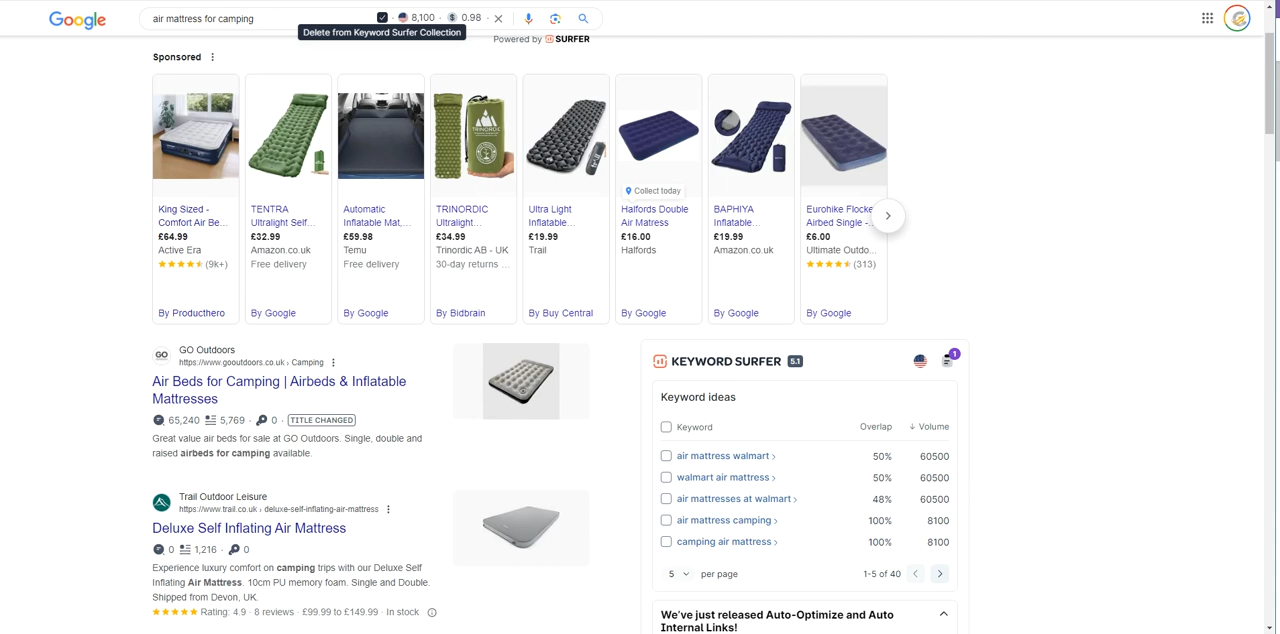 Google
air mattress for camping
· 8,100 · $ 0.98 ·
Delete from Keyword Surfer Collection
Powered by SURFER
Sponsored
King Sized -
Comfort Air Be...
£64.99
Active Era
(9k+)
By Producthero
TENTRA
Ultralight Self...
£32.99
Amazon.co.uk
Free delivery
By Google
Automatic
Inflatable Mat,...
£59.98
Temu
Free delivery
By Google
TRINORDIC
TRINORDIC
Ultralight...
£34.99
Trinordic AB - UK
30-day returns ...
By Bidbrain
Ultra Light
Inflatable...
£19.99
Trail
By Buy Central
Collect today
Halfords Double
Air Matress
£16.00
Halfords
By Google
BAPHIYA
Inflatable...
£19.99
Amazon.co.uk
By Google
Eurohike Flocke
Airbed Single -...
£6.00
Ultimate Outdo...
(313)
By Google
GO
GO Outdoors
https://www.gooutdoors.co.uk › Camping
Air Beds for Camping | Airbeds & Inflatable
Mattresses
65,240 5,769 · 0 · TITLE CHANGED
Great value air beds for sale at GO Outdoors. Single, double and
raised airbeds for camping available.
Trail Outdoor Leisure
https://www.trail.co.uk › deluxe-self-inflating-air-mattress
Deluxe Self Inflating Air Mattress
0 1,216 · 0
Experience luxury comfort on camping trips with our Deluxe Self
Inflating Air Mattress. 10cm PU memory foam. Single and Double.
Shipped from Devon, UK.
Rating: 4.9 · 8 reviews · £99.99 to £149.99 · In stock
KEYWORD SURFER 5.1
1
Keyword ideas
Keyword Overlap ↓ Volume
air mattress walmart › 50% 60500
walmart air mattress › 50% 60500
air mattresses at walmart › 48% 60500
air mattress camping › 100% 8100
camping air mattress › 100% 8100
5 per page 1-5 of 40
We've just released Auto-Optimize and Auto
Internal Links!